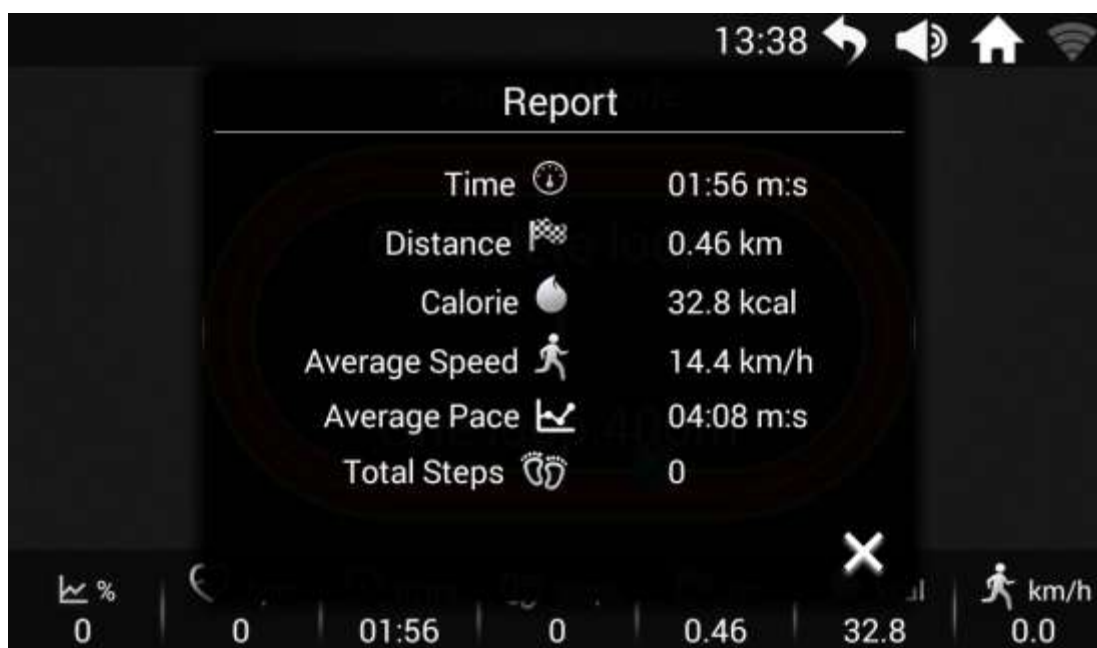 13:38
Report
Time 01:56 m:s
Distance 0.46 km
Calorie 32.8 kcal
Average Speed 14.4 km/h
Average Pace 04:08 m:s
Total Steps 0
% km/h
0 0 01:56 0 0.46 32.8 0.0